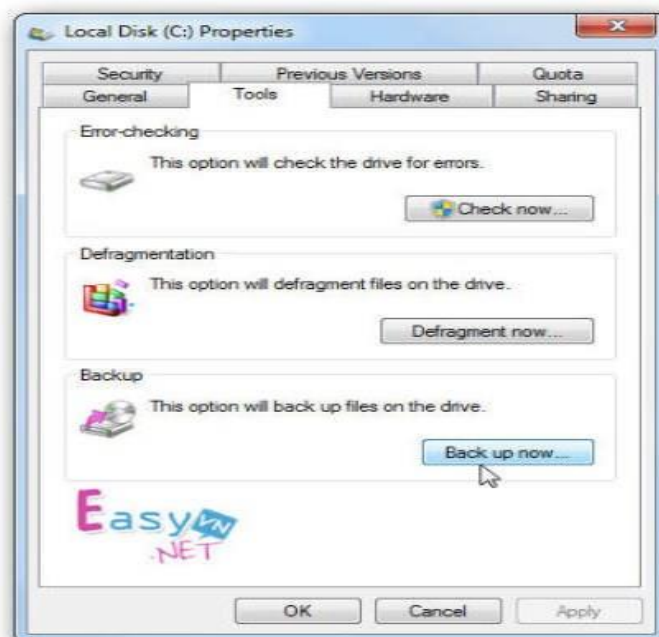 Local Disk (C:) Properties
Security Previous Versions Quota
General Tools Hardware Sharing
Error-checking
This option will check the drive for errors.
Check now...
Defragmentation
This option will defragment files on the drive.
Defragment now...
Backup
This option will back up files on the drive.
Back up now...
Easy VN
.NET
OK Cancel Apply